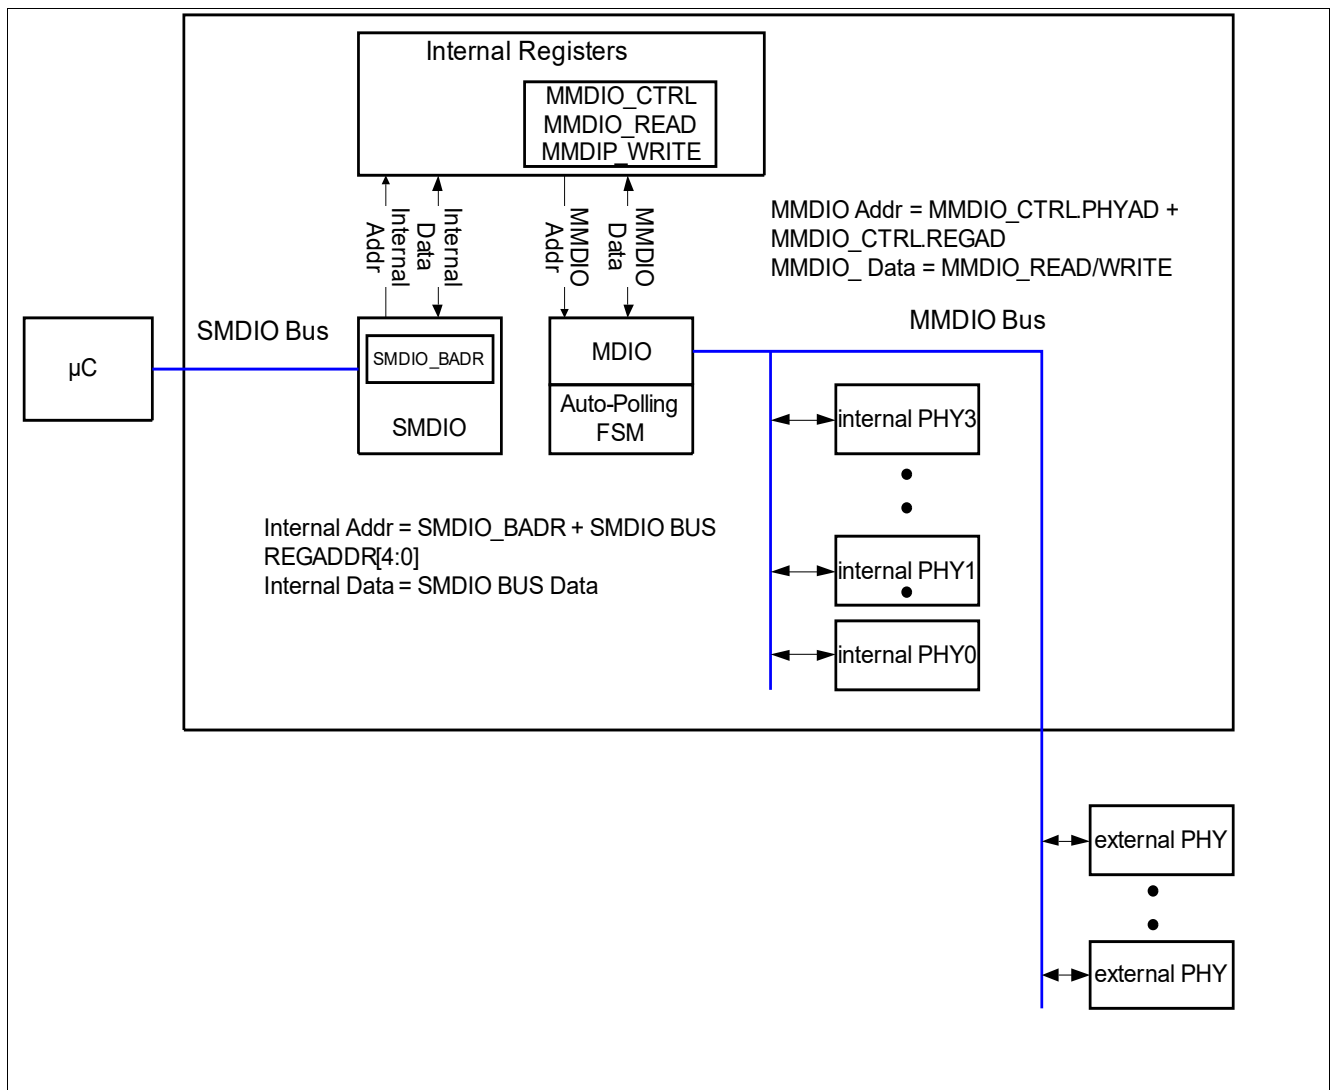 Internal Registers
MMDIO_CTRL
MMDIO_READ
MMDIP_WRITE
Internal
Addr
Internal
Data
MMDIO
Addr
MMDIO
Data
MMDIO Addr = MMDIO_CTRL.PHYAD +
MMDIO_CTRL.REGAD
MMDIO_ Data = MMDIO_READ/WRITE
µC
SMDIO Bus
SMDIO_BADR
SMDIO
MDIO
Auto-Polling
FSM
MMDIO Bus
internal PHY3
internal PHY1
internal PHY0
Internal Addr = SMDIO_BADR + SMDIO BUS
REGADDR[4:0]
Internal Data = SMDIO BUS Data
external PHY
external PHY